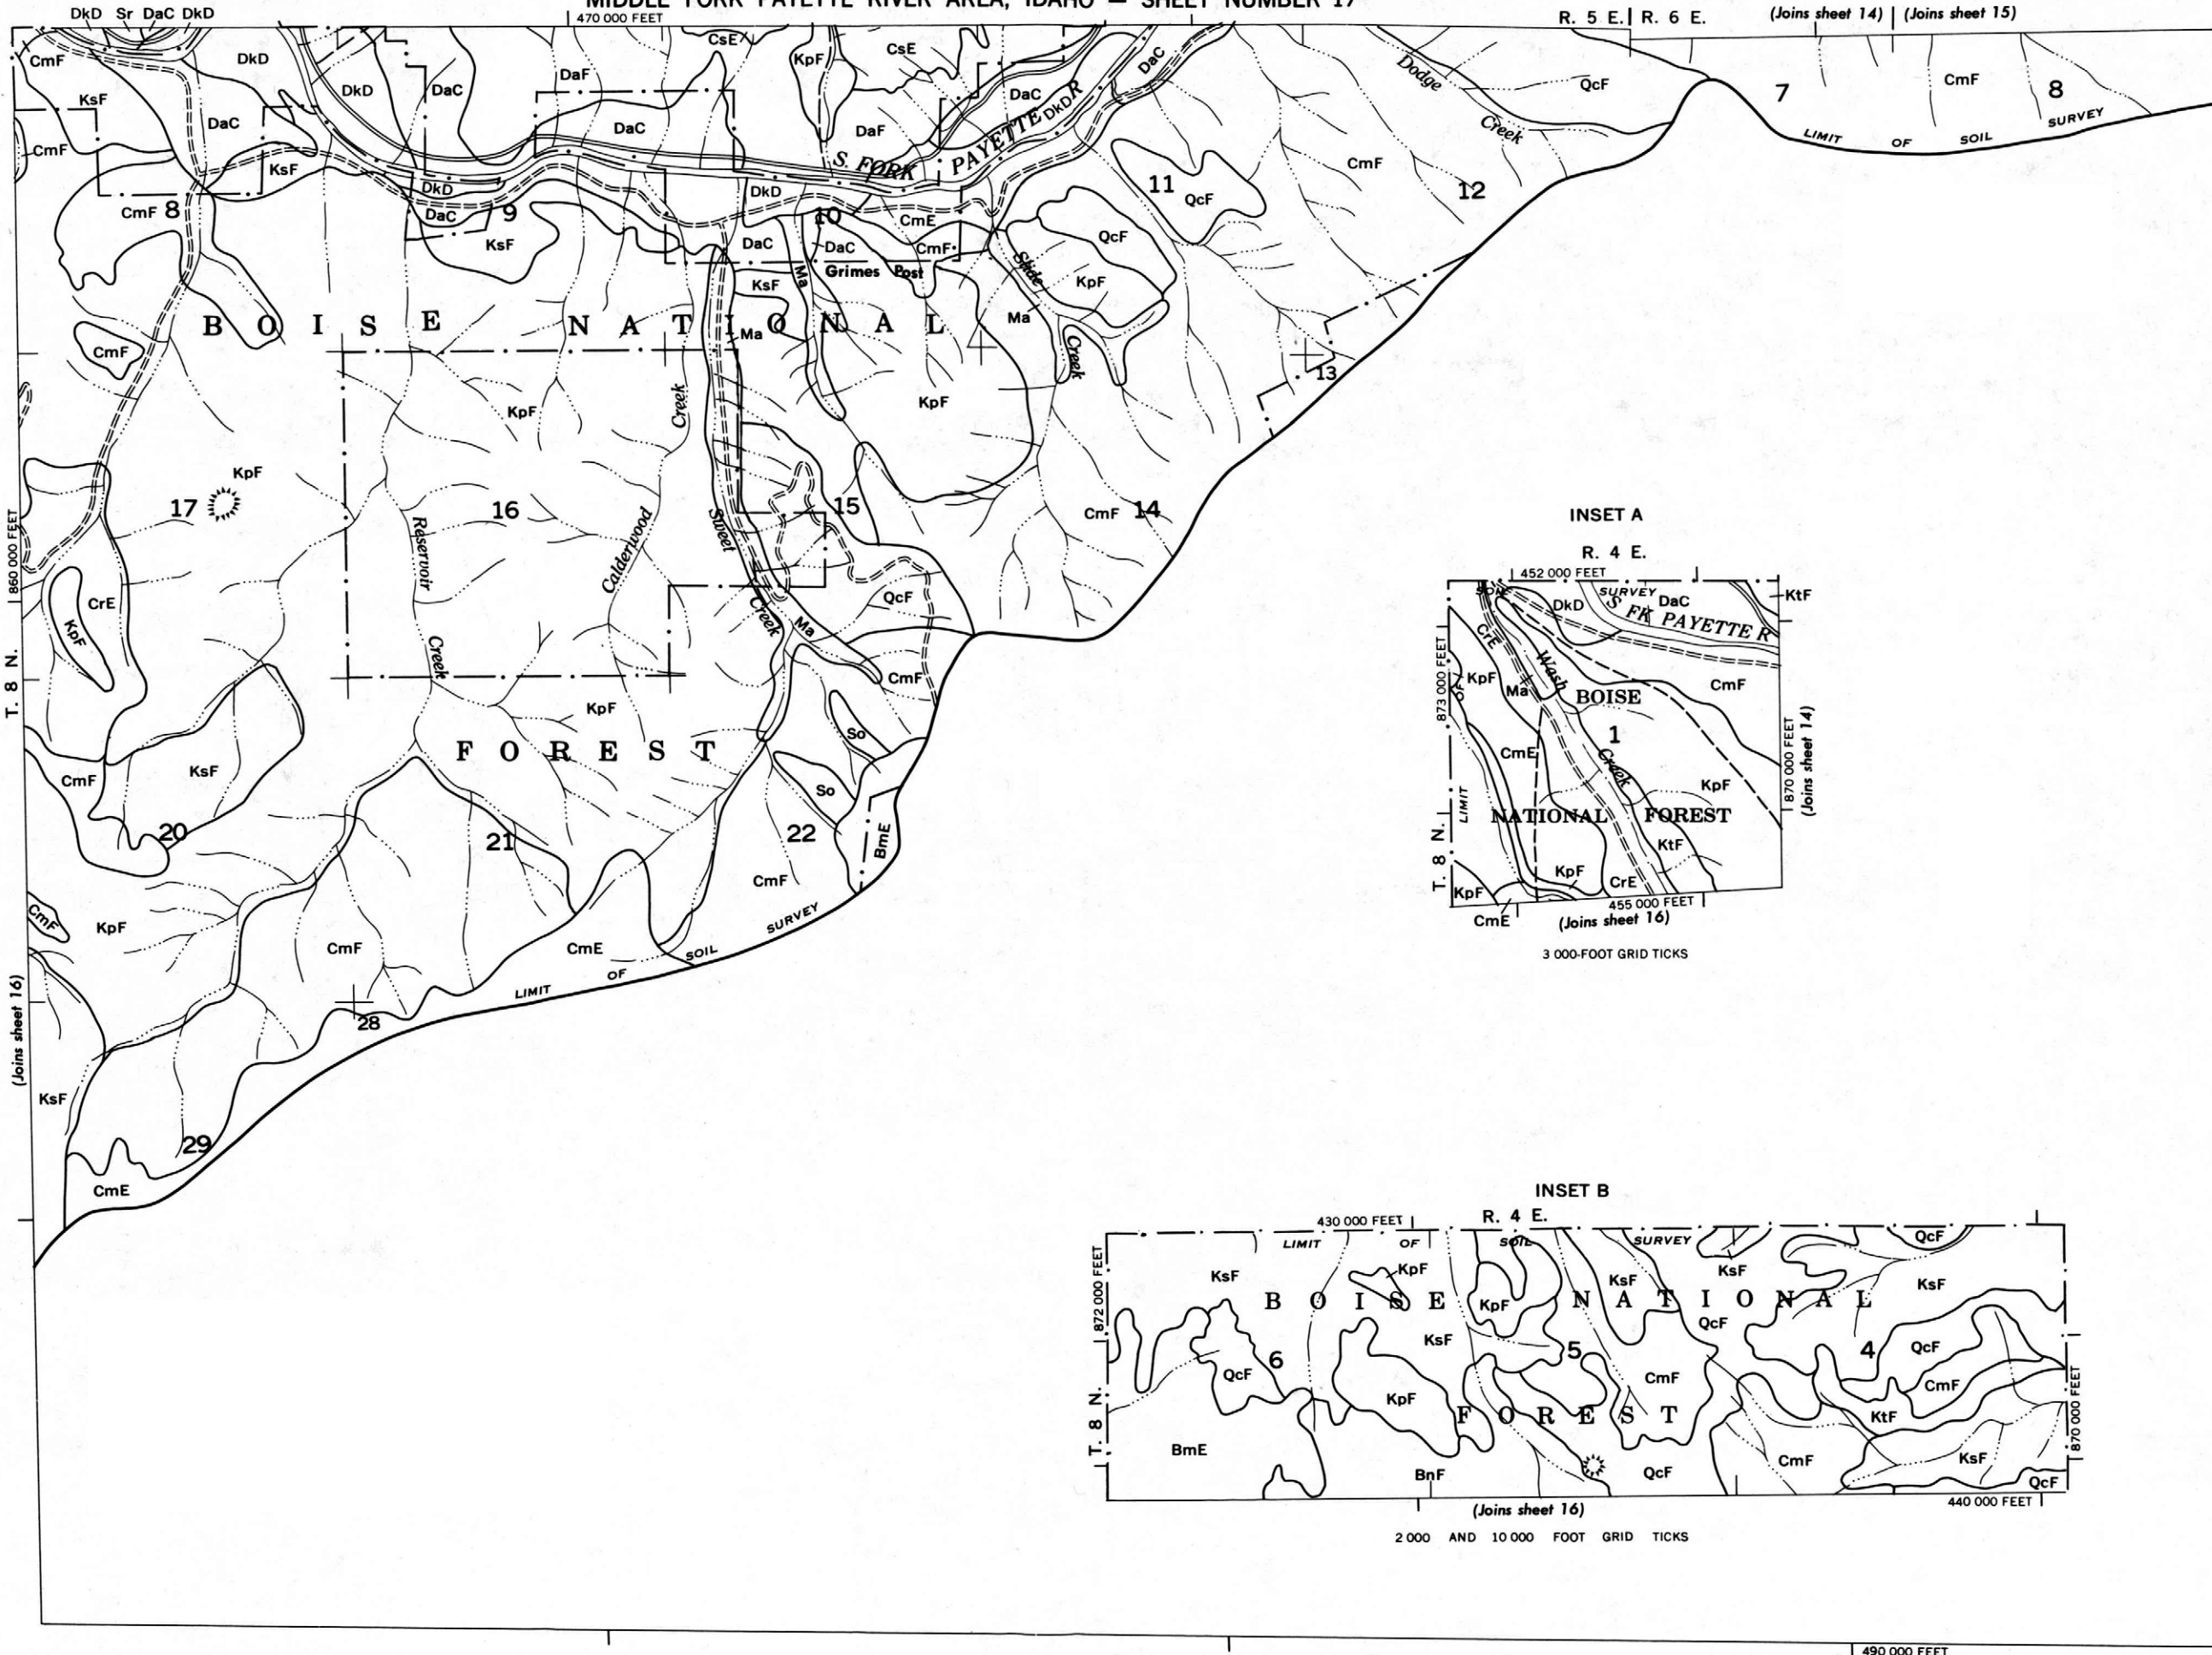 MIDDLE FORK PAYETTE RIVER AREA, IDAHO — SHEET NUMBER 17
DkD Sr DaC DkD
470 000 FEET
R. 5 E. R. 6 E.
(Joins sheet 14) (Joins sheet 15)
CmF
DkD
DkD
DaC
DaF
CsE
KpF
CsE
DaC
DaC
Dodge
Creek
QcF
7
CmF
8
KsF
DaC
DaC
DaF
DkD
CmF
KsF
S. FORK PAYETTE R
LIMIT OF SOIL SURVEY
CmF
8
DkD
DaC
9
KsF
DkD
10
CmE
11
QcF
CmF
12
DaC
DaC
CmF
Grimes Post
QcF
Slide
Creek
KpF
KsF
Ma
Ma
Ma
BOISE NATIONAL
CmF
KpF
Creek
KpF
13
KpF
17
16
15
CmF 14
Reservoir
Creek
Calderwood
Sweet
Creek
860 000 FEET
T. 8 N.
CrE
KpF
QcF
Ma
CmF
KpF
FOREST
So
So
CmF
KsF
20
21
22
BmE
CmF
CmF
KpF
CmF
CmE
LIMIT OF SOIL SURVEY
28
(Joins sheet 16)
KsF
29
CmE
INSET A
R. 4 E.
452 000 FEET
SOIL SURVEY
DkD
DaC
KtF
S FK PAYETTE R
873 000 FEET
CrE
Wash
Creek
KpF
OF
Ma
BOISE
CmF
1
CmE
KpF
870 000 FEET
(Joins sheet 14)
LIMIT
NATIONAL FOREST
T. 8 N.
KtF
KpF
KpF
CrE
CmE
455 000 FEET
(Joins sheet 16)
3 000-FOOT GRID TICKS
INSET B
430 000 FEET
R. 4 E.
LIMIT OF SOIL SURVEY
QcF
872 000 FEET
KsF
KpF
KsF
KsF
KsF
BOISE NATIONAL
KpF
QcF
KsF
6
5
4
QcF
QcF
CmF
CmF
KpF
FOREST
KtF
T. 8 N.
870 000 FEET
BmE
BnF
QcF
CmF
KsF
QcF
(Joins sheet 16)
440 000 FEET
2 000 AND 10 000 FOOT GRID TICKS
490 000 FEET